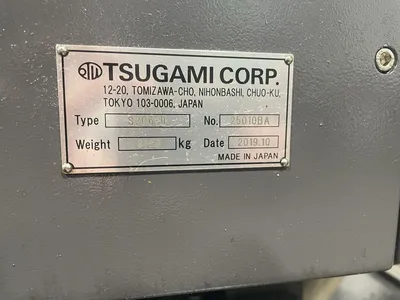 TSUGAMI CORP.
12-20, TOMIZAWA-CHO, NIHONBASHI, CHUO-KU,
TOKYO 103-0006, JAPAN
Type No. 25010BA
Weight kg Date 2019.10
MADE IN JAPAN